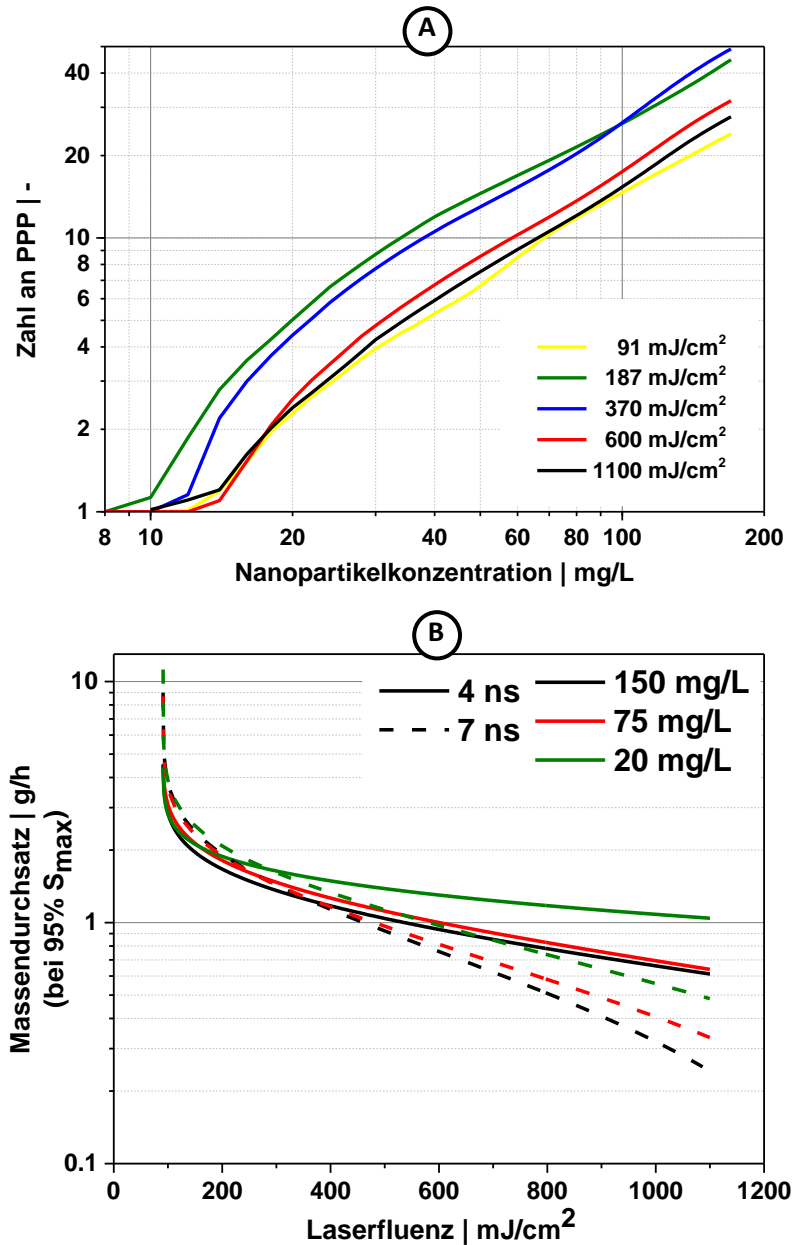 A
Zahl an PPP | -
40
20
10
8
6
4
2
1
91 mJ/cm²
187 mJ/cm²
370 mJ/cm²
600 mJ/cm²
1100 mJ/cm²
8 10 20 40 60 80 100 200
Nanopartikelkonzentration | mg/L
B
Massendurchsatz | g/h
(bei 95% Smax)
10
1
0.1
4 ns
7 ns
150 mg/L
75 mg/L
20 mg/L
0 200 400 600 800 1000 1200
Laserfluenz | mJ/cm²